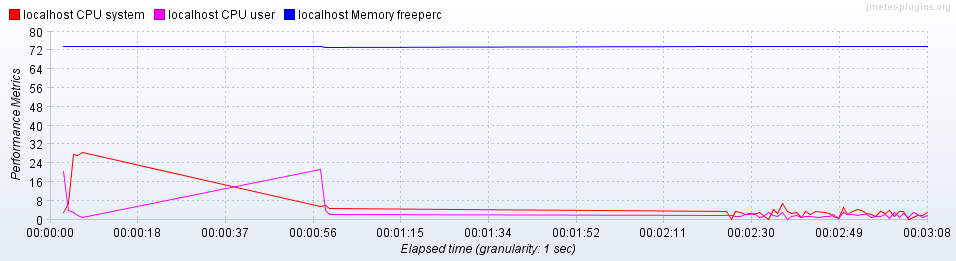 jmeter-plugins.org
localhost CPU system localhost CPU user localhost Memory freeperc
80
72
64
56
48
40
32
24
16
8
0
Performance Metrics
00:00:00 00:00:18 00:00:37 00:00:56 00:01:15 00:01:34 00:01:52 00:02:11 00:02:30 00:02:49 00:03:08
Elapsed time (granularity: 1 sec)